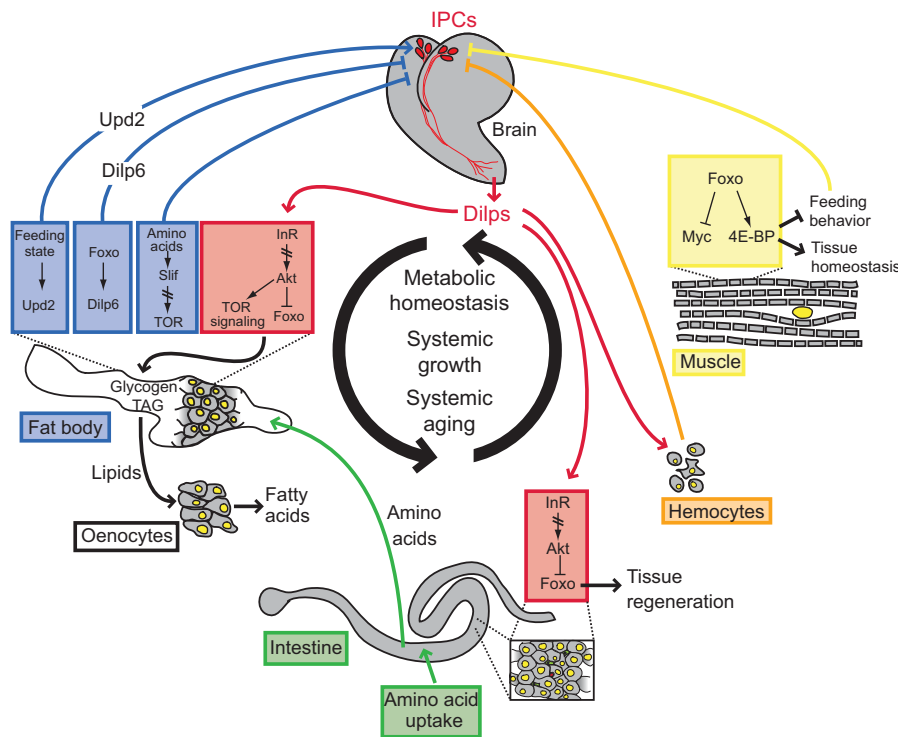 IPCs
Brain
Upd2
Dilp6
Dilps
Feeding
state
Upd2
Foxo
Dilp6
Amino
acids
Slif
TOR
InR
Akt
TOR
signaling
Foxo
Metabolic
homeostasis
Systemic
growth
Systemic
aging
Foxo
Myc
4E-BP
Feeding
behavior
Tissue
homeostasis
Muscle
Glycogen
TAG
Fat body
Lipids
Oenocytes
Fatty
acids
Amino
acids
Hemocytes
InR
Akt
Foxo
Tissue
regeneration
Intestine
Amino acid
uptake